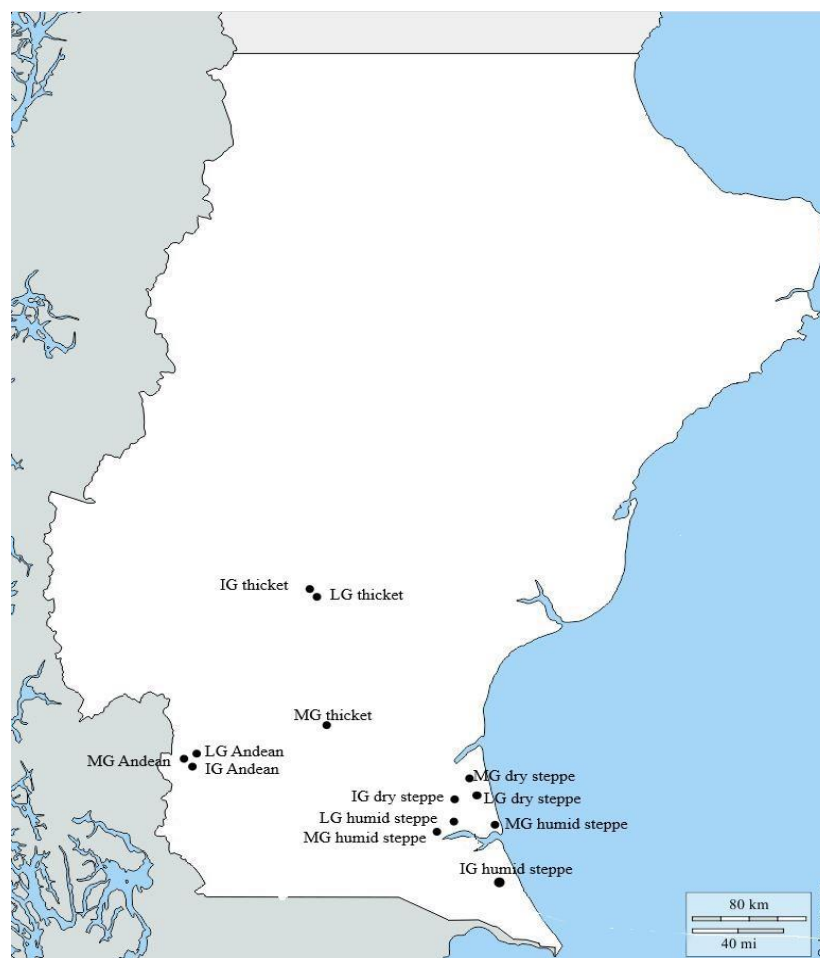 IG thicket
LG thicket
MG thicket
LG Andean
MG Andean
IG Andean
MG dry steppe
IG dry steppe
LG dry steppe
LG humid steppe
MG humid steppe
MG humid steppe
IG humid steppe
80 km
40 mi